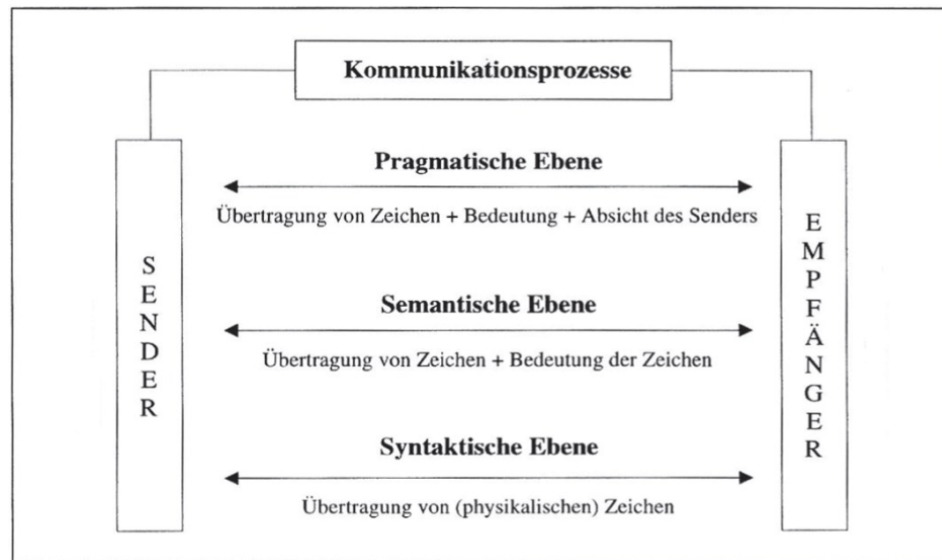 Kommunikationsprozesse
SENDER
Pragmatische Ebene
Übertragung von Zeichen + Bedeutung + Absicht des Senders
Semantische Ebene
Übertragung von Zeichen + Bedeutung der Zeichen
Syntaktische Ebene
Übertragung von (physikalischen) Zeichen
EMPFÄNGER